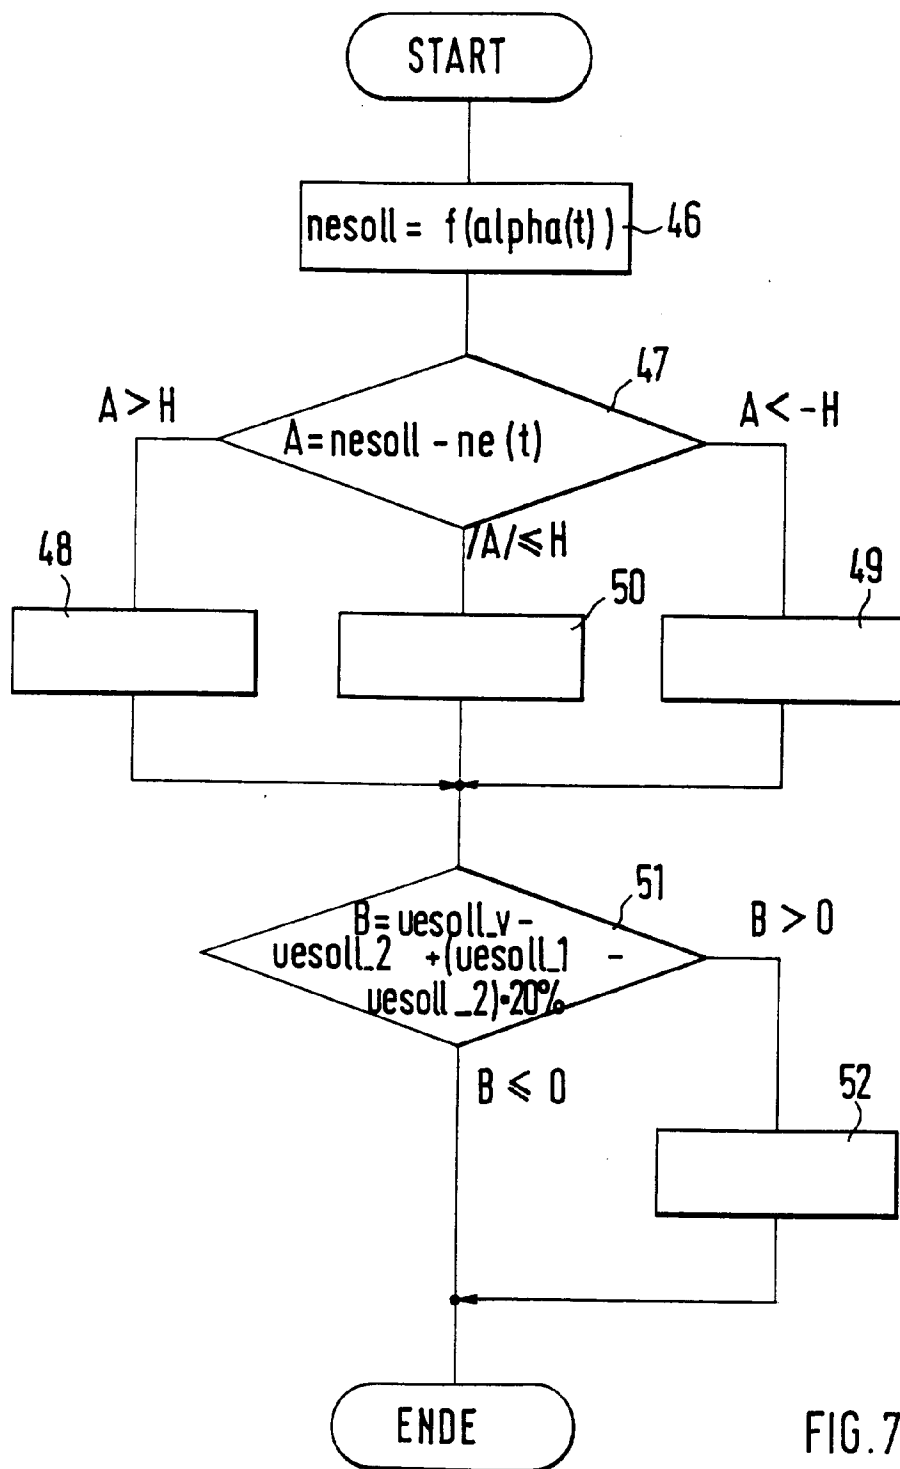 START
nesoll = f(alpha(t))
46
47
A > H
A = nesoll - ne (t)
A < -H
/A/ ≤ H
48
50
49
51
B = uesoll_v -
uesoll_2 +(uesoll_1 -
uesoll_2)•20%
B > 0
B ≤ 0
52
ENDE
FIG. 7